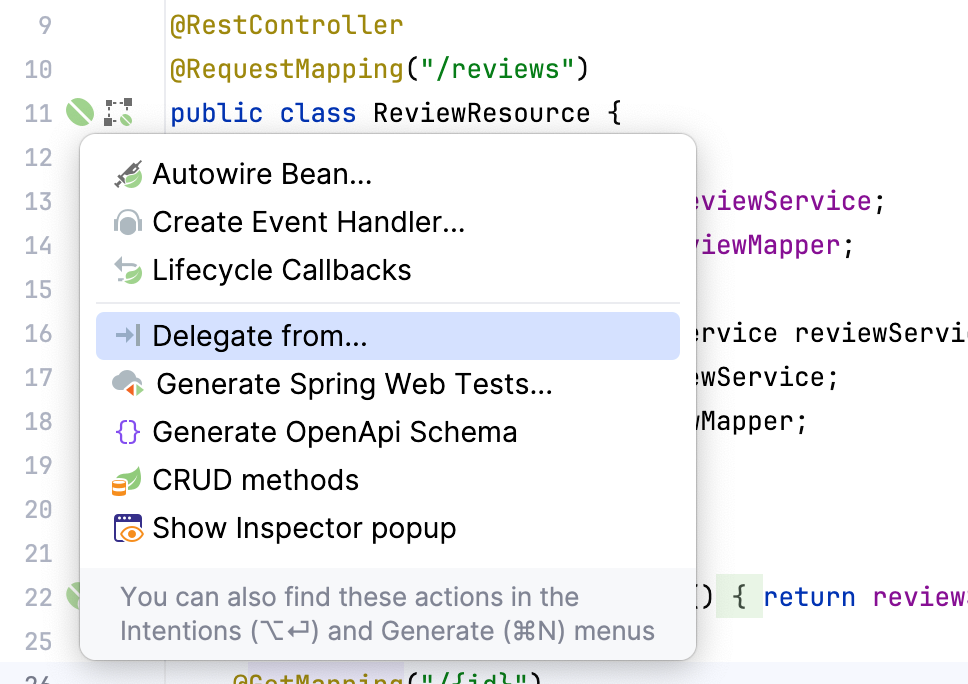 9 @RestController
10 @RequestMapping("/reviews")
11 public class ReviewResource {
12
Autowire Bean...
13 eviewService;
Create Event Handler...
14 viewMapper;
Lifecycle Callbacks
15
16 ervice reviewServi
Delegate from...
17 ewService;
Generate Spring Web Tests...
18 Mapper;
Generate OpenApi Schema
19
CRUD methods
20
Show Inspector popup
21
22 () { return review
You can also find these actions in the
Intentions (⌥↩) and Generate (⌘N) menus
25
26 @GetMapping("/{id}")